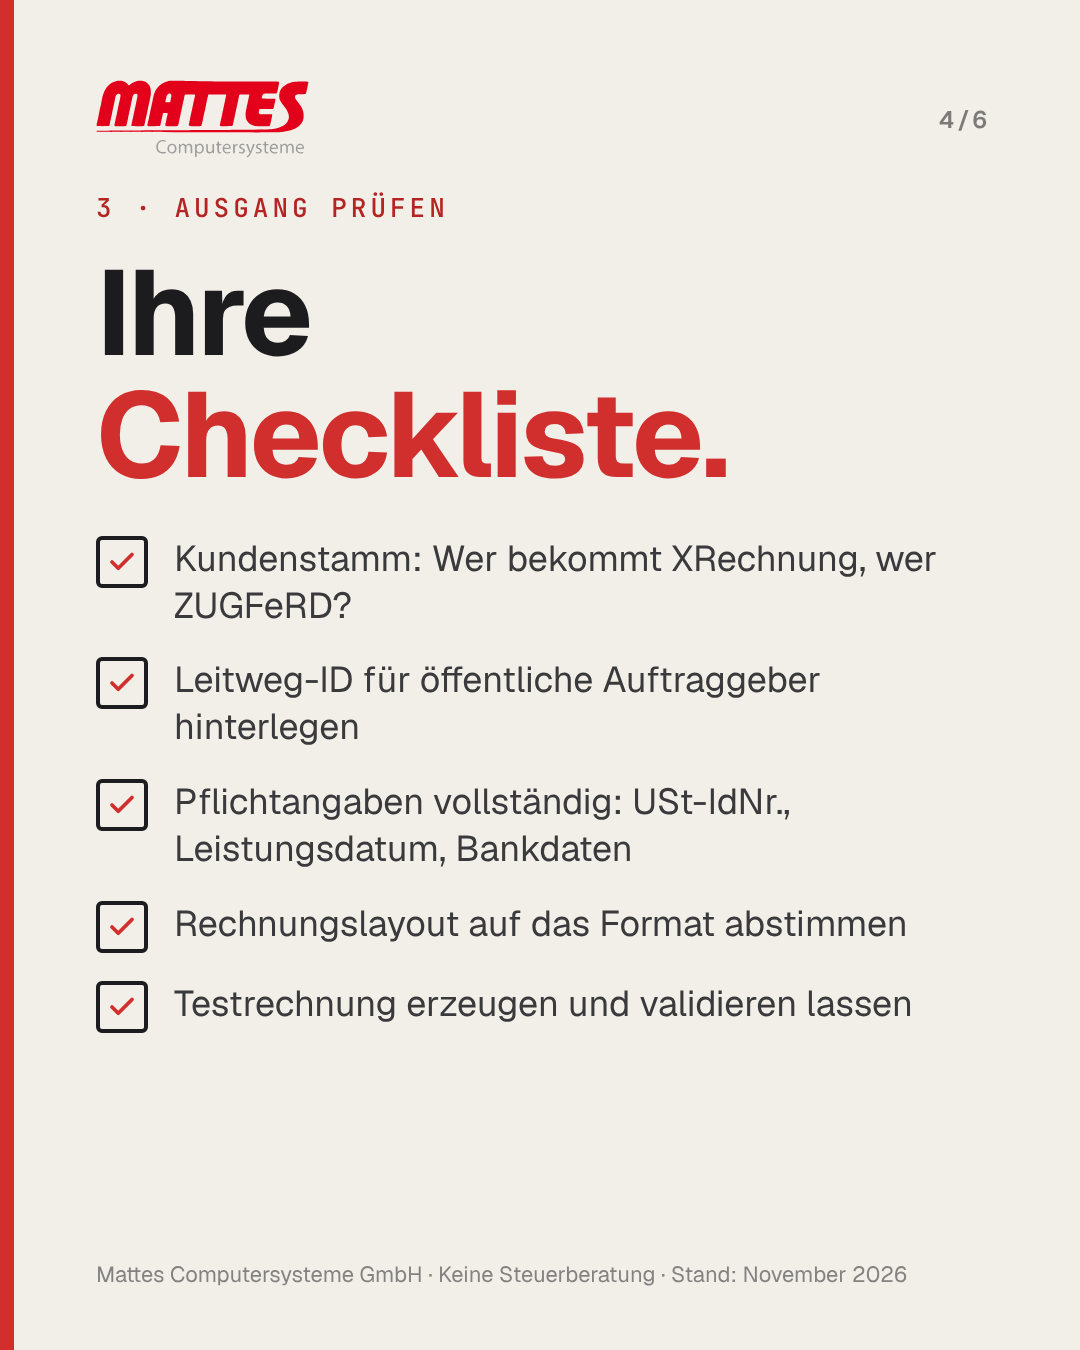 MATTES
Computersysteme
4/6
3 · AUSGANG PRÜFEN
Ihre
Checkliste.
Kundenstamm: Wer bekommt XRechnung, wer
ZUGFeRD?
Leitweg-ID für öffentliche Auftraggeber
hinterlegen
Pflichtangaben vollständig: USt-IdNr.,
Leistungsdatum, Bankdaten
Rechnungslayout auf das Format abstimmen
Testrechnung erzeugen und validieren lassen
Mattes Computersysteme GmbH · Keine Steuerberatung · Stand: November 2026